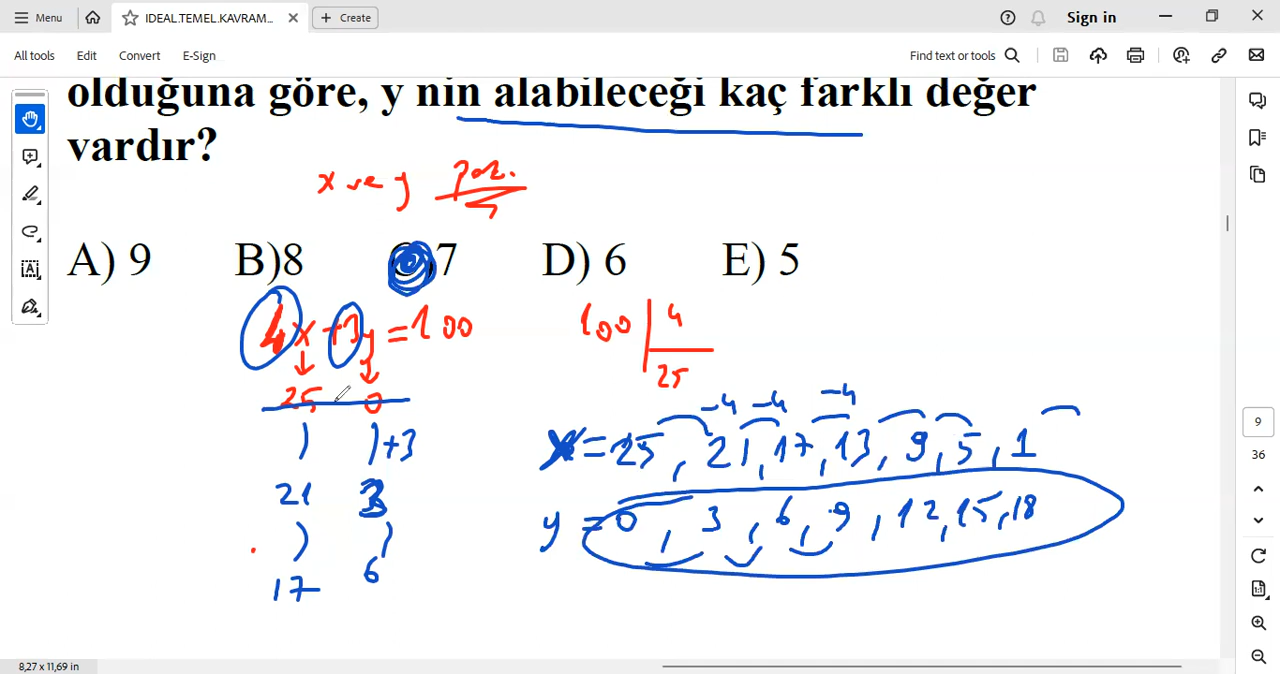 Menu IDEAL.TEMEL.KAVRAM... Create Sign in
All tools Edit Convert E-Sign Find text or tools
olduğuna göre, y nin alabileceği kaç farklı değer
vardır?
x ve y poz.
A) 9 B)8 C)7 D) 6 E) 5
4x+3y=100
100 4
25
25 0
-4 -4 -4
+3
x=25, 21, 17, 13, 9, 5, 1
21 3
y=0, 3, 6, 9, 12, 15, 18
17 6
9
36
8,27 x 11,69 in